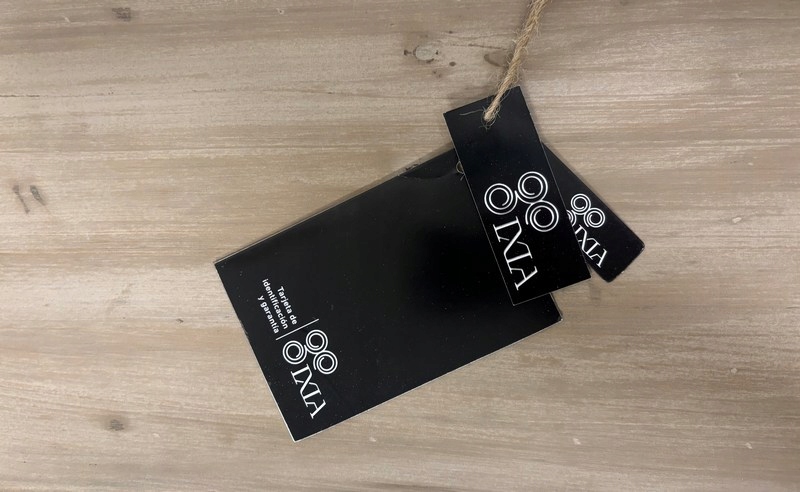 IXIA
IXIA
Tarjeta de
identificación
y garantía
IXIA